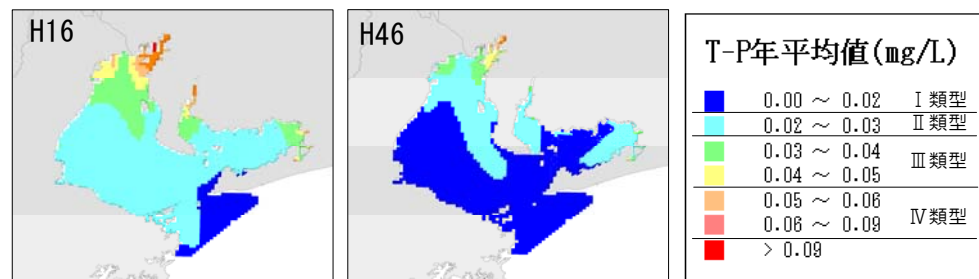 H16
H46
T-P年平均値(mg/L)
0.00 ～ 0.02 Ⅰ類型
0.02 ～ 0.03 Ⅱ類型
0.03 ～ 0.04
Ⅲ類型
0.04 ～ 0.05
0.05 ～ 0.06
Ⅳ類型
0.06 ～ 0.09
> 0.09